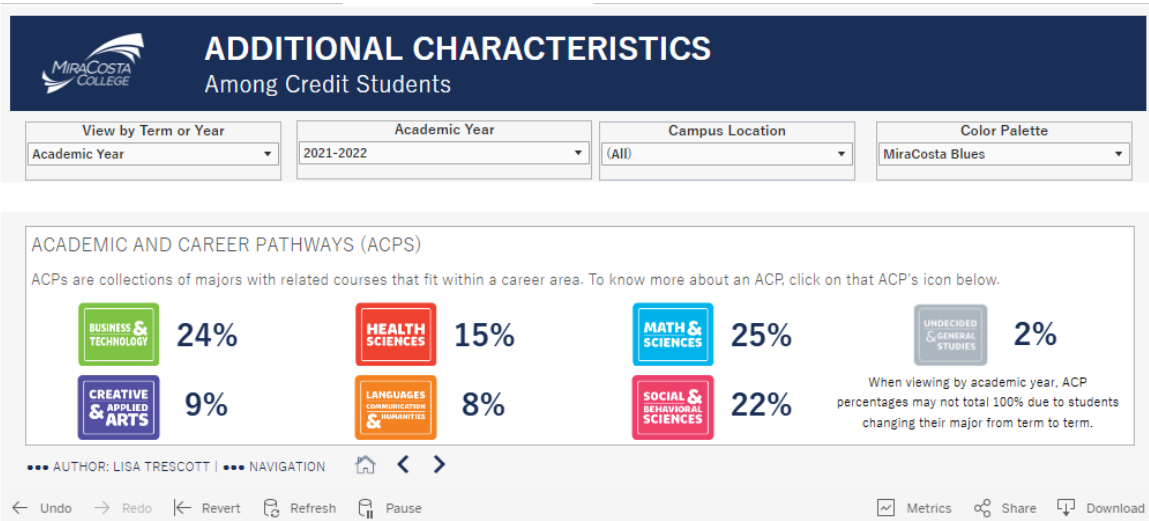 MIRACOSTA
COLLEGE
ADDITIONAL CHARACTERISTICS
Among Credit Students
View by Term or Year
Academic Year
Academic Year
2021-2022
Campus Location
(All)
Color Palette
MiraCosta Blues
ACADEMIC AND CAREER PATHWAYS (ACPS)
ACPs are collections of majors with related courses that fit within a career area. To know more about an ACP, click on that ACP's icon below.
BUSINESS &
TECHNOLOGY
24%
HEALTH
SCIENCES
15%
MATH &
SCIENCES
25%
UNDECIDED
& GENERAL
STUDIES
2%
CREATIVE
& APPLIED
ARTS
9%
LANGUAGES
COMMUNICATION
& HUMANITIES
8%
SOCIAL &
BEHAVIORAL
SCIENCES
22%
When viewing by academic year, ACP
percentages may not total 100% due to students
changing their major from term to term.
●●● AUTHOR: LISA TRESCOTT | ●●● NAVIGATION
Undo
Redo
Revert
Refresh
Pause
Metrics
Share
Download